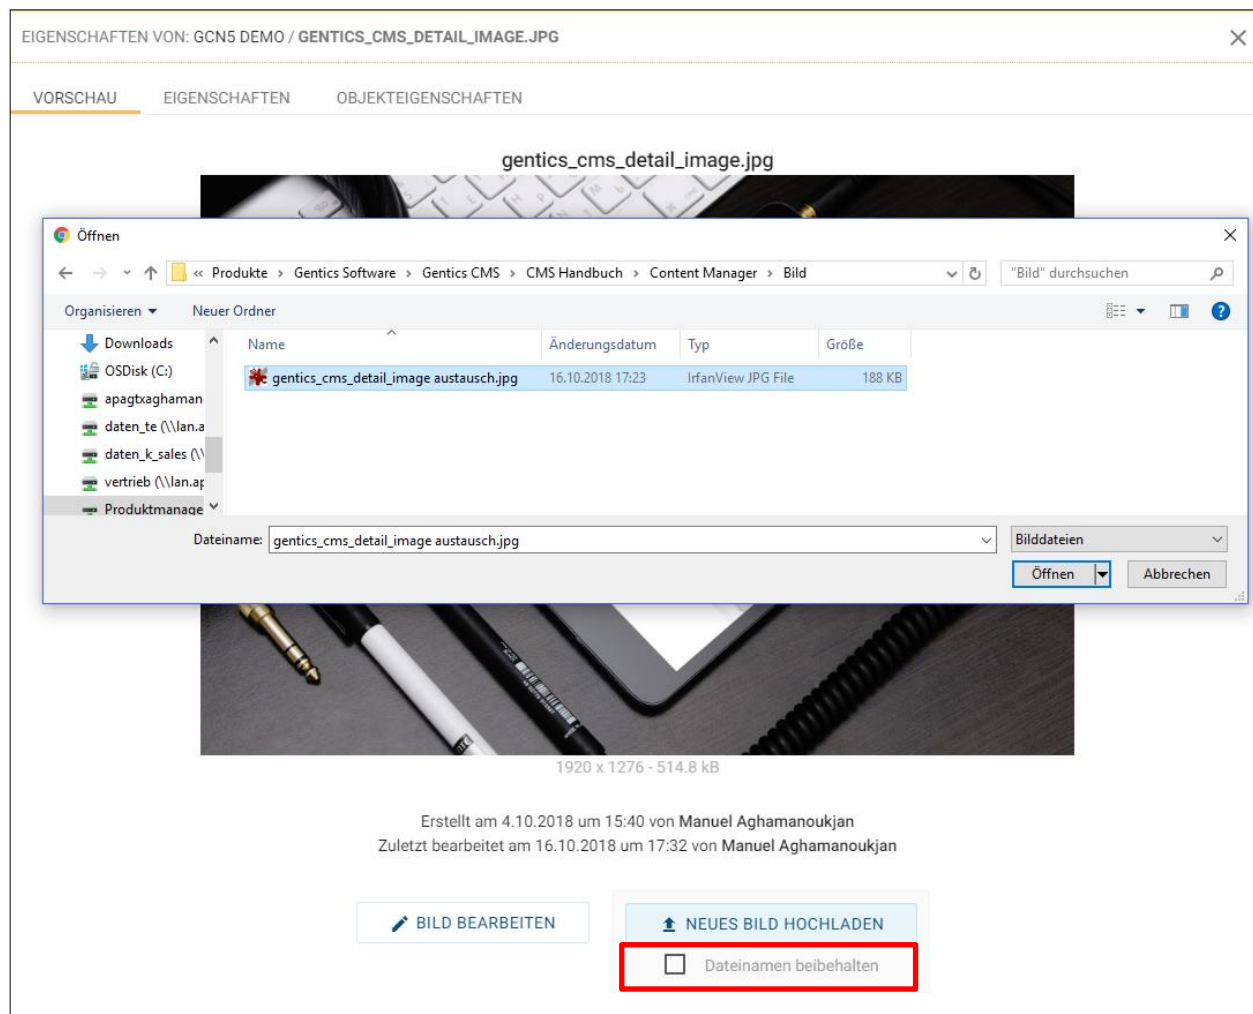 EIGENSCHAFTEN VON: GCN5 DEMO / GENTICS_CMS_DETAIL_IMAGE.JPG
VORSCHAU EIGENSCHAFTEN OBJEKTEIGENSCHAFTEN
gentics_cms_detail_image.jpg
Öffnen
« Produkte > Gentics Software > Gentics CMS > CMS Handbuch > Content Manager > Bild "Bild" durchsuchen
Organisieren Neuer Ordner
Downloads Name Änderungsdatum Typ Größe
OSDisk (C:) gentics_cms_detail_image austausch.jpg 16.10.2018 17:23 IrfanView JPG File 188 KB
apagtxaghaman
daten_te (\\lan.a
daten_k_sales (\\
vertrieb (\\lan.ap
Produktmanage
Dateiname: gentics_cms_detail_image austausch.jpg Bilddateien
Öffnen Abbrechen
1920 x 1276 - 514.8 kB
Erstellt am 4.10.2018 um 15:40 von Manuel Aghamanoukjan
Zuletzt bearbeitet am 16.10.2018 um 17:32 von Manuel Aghamanoukjan
BILD BEARBEITEN NEUES BILD HOCHLADEN
Dateinamen beibehalten